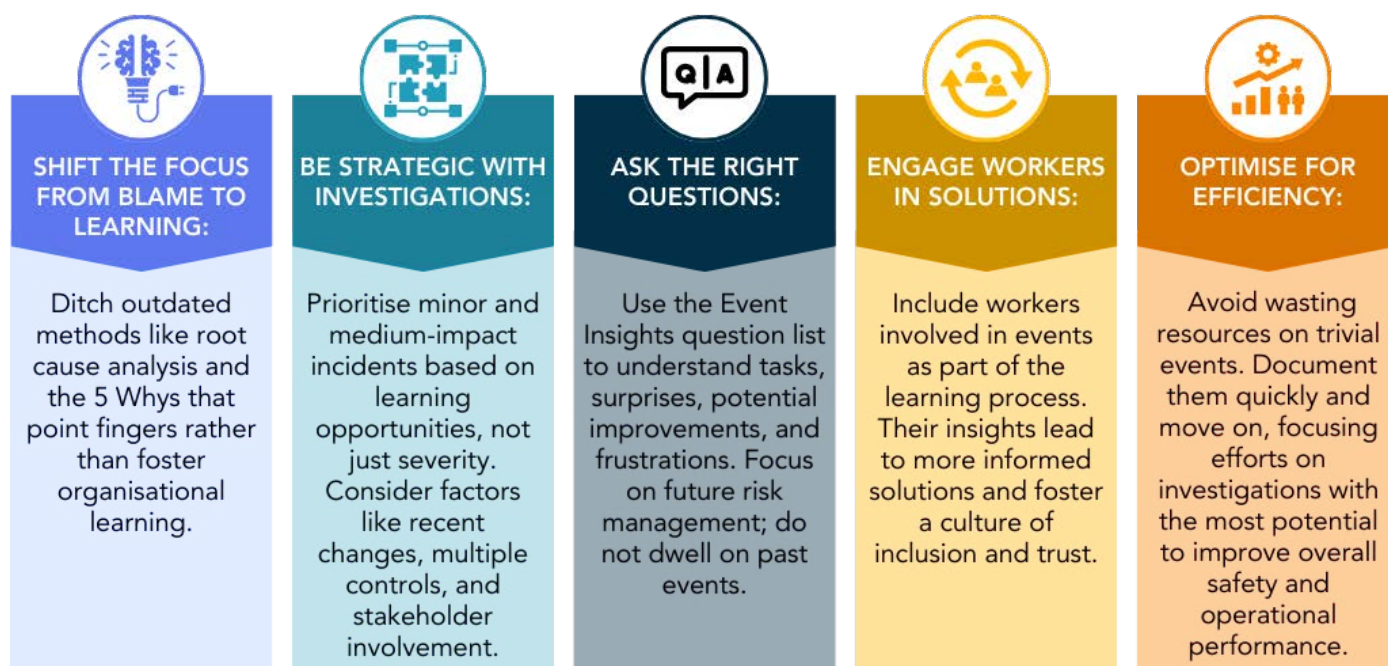 SHIFT THE FOCUS
FROM BLAME TO
LEARNING:
Ditch outdated
methods like root
cause analysis and
the 5 Whys that
point fingers rather
than foster
organisational
learning.
BE STRATEGIC WITH
INVESTIGATIONS:
Prioritise minor and
medium-impact
incidents based on
learning
opportunities, not
just severity.
Consider factors
like recent
changes, multiple
controls, and
stakeholder
involvement.
Q|A
ASK THE RIGHT
QUESTIONS:
Use the Event
Insights question list
to understand tasks,
surprises, potential
improvements, and
frustrations. Focus
on future risk
management; do
not dwell on past
events.
ENGAGE WORKERS
IN SOLUTIONS:
Include workers
involved in events
as part of the
learning process.
Their insights lead
to more informed
solutions and foster
a culture of
inclusion and trust.
OPTIMISE FOR
EFFICIENCY:
Avoid wasting
resources on trivial
events. Document
them quickly and
move on, focusing
efforts on
investigations with
the most potential
to improve overall
safety and
operational
performance.